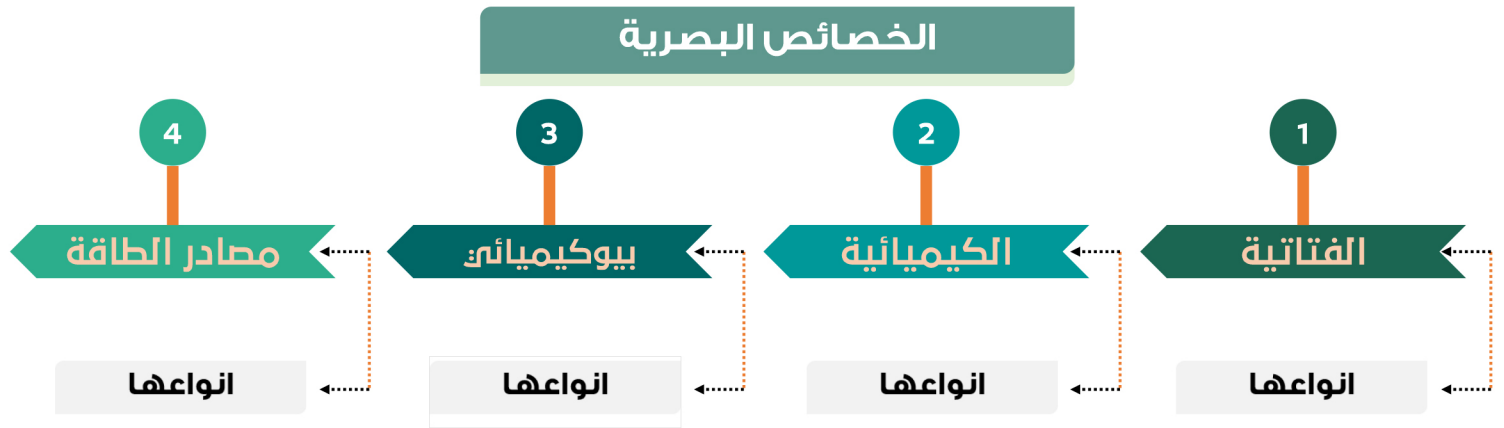 الخصائص البصرية
1
2
3
4
الفتاتية
الكيميائية
بيوكيميائي
مصادر الطاقة
انواعها
انواعها
انواعها
انواعها